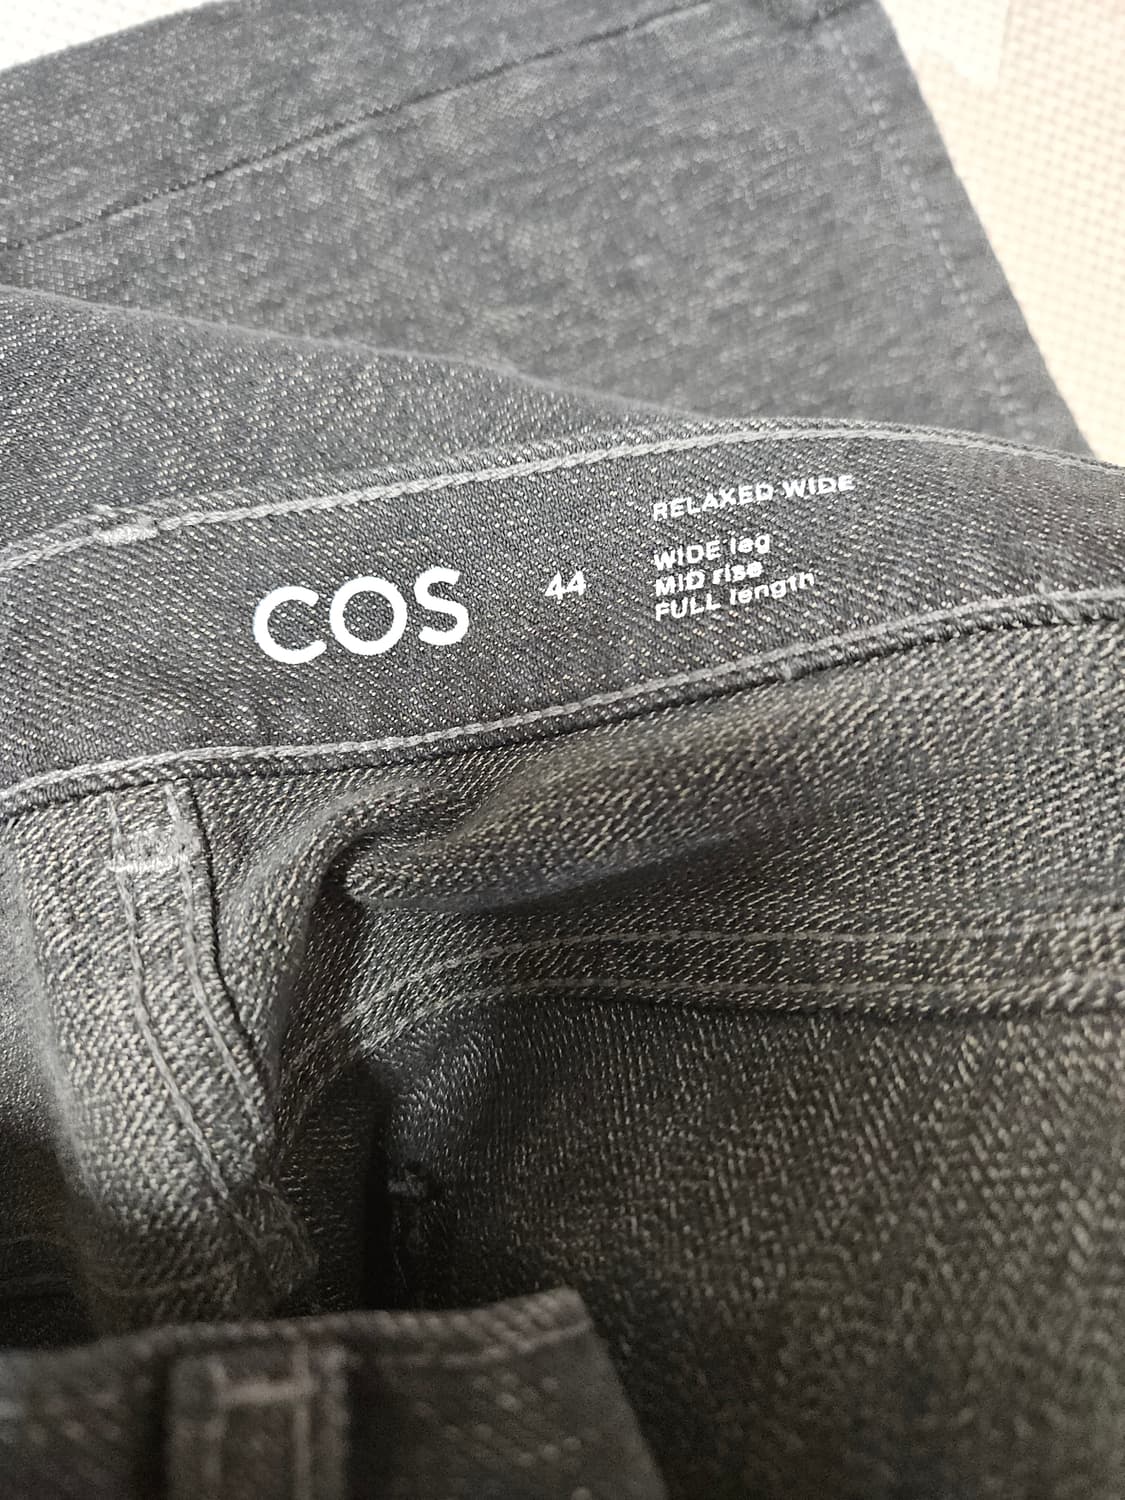 COS
44
RELAXED WIDE
WIDE leg
MID rise
FULL length